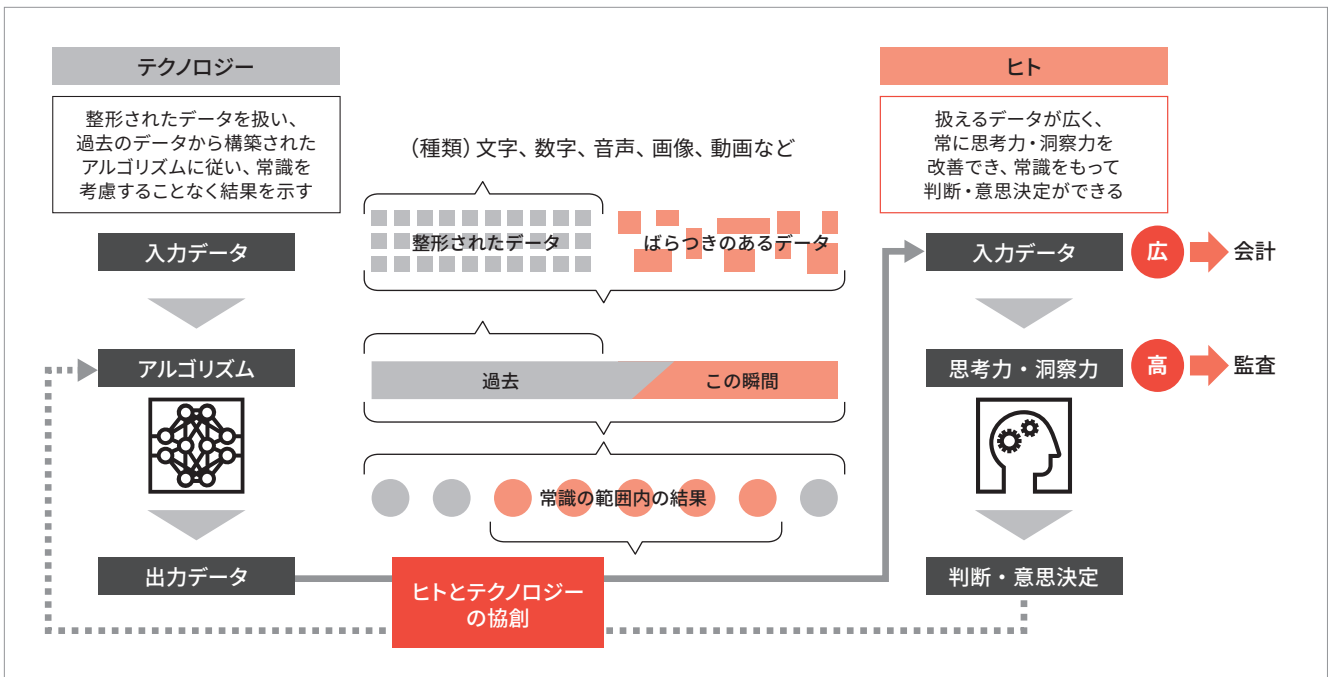 テクノロジー
整形されたデータを扱い、
過去のデータから構築された
アルゴリズムに従い、常識を
考慮することなく結果を示す
入力データ
アルゴリズム
出力データ
（種類）文字、数字、音声、画像、動画など
整形されたデータ
ばらつきのあるデータ
過去
この瞬間
常識の範囲内の結果
ヒトとテクノロジー
の協創
ヒト
扱えるデータが広く、
常に思考力・洞察力を
改善でき、常識をもって
判断・意思決定ができる
入力データ
広
会計
思考力・洞察力
高
監査
判断・意思決定